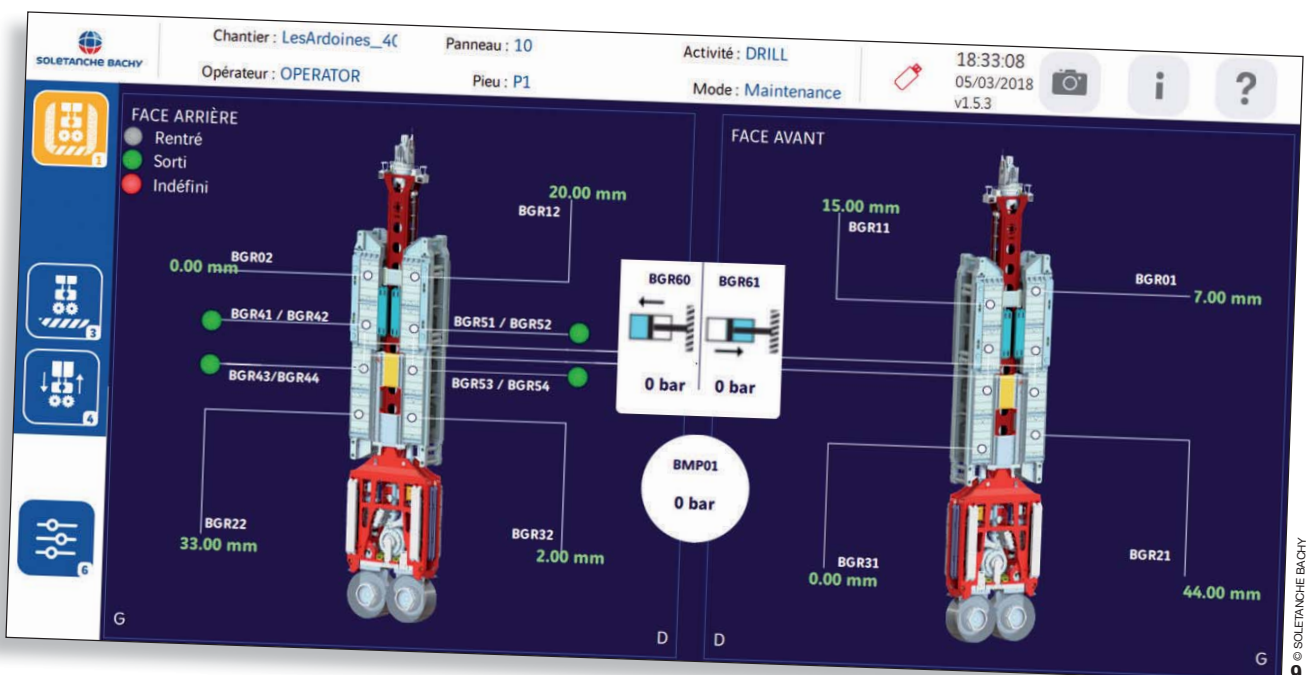 SOLETANCHE BACHY
Chantier : LesArdoines_4(
Opérateur : OPERATOR
Panneau : 10
Pieu : P1
Activité : DRILL
Mode : Maintenance
18:33:08
05/03/2018
v1.5.3
i
?
1
3
4
6
FACE ARRIÈRE
Rentré
Sorti
Indéfini
20.00 mm
BGR12
BGR02
0.00 mm
BGR41 / BGR42
BGR51 / BGR52
BGR43/BGR44
BGR53 / BGR54
BGR22
33.00 mm
BGR32
2.00 mm
G
D
BGR60
BGR61
0 bar
0 bar
BMP01
0 bar
FACE AVANT
15.00 mm
BGR11
BGR01
7.00 mm
BGR31
0.00 mm
BGR21
44.00 mm
D
G
© SOLETANCHE BACHY